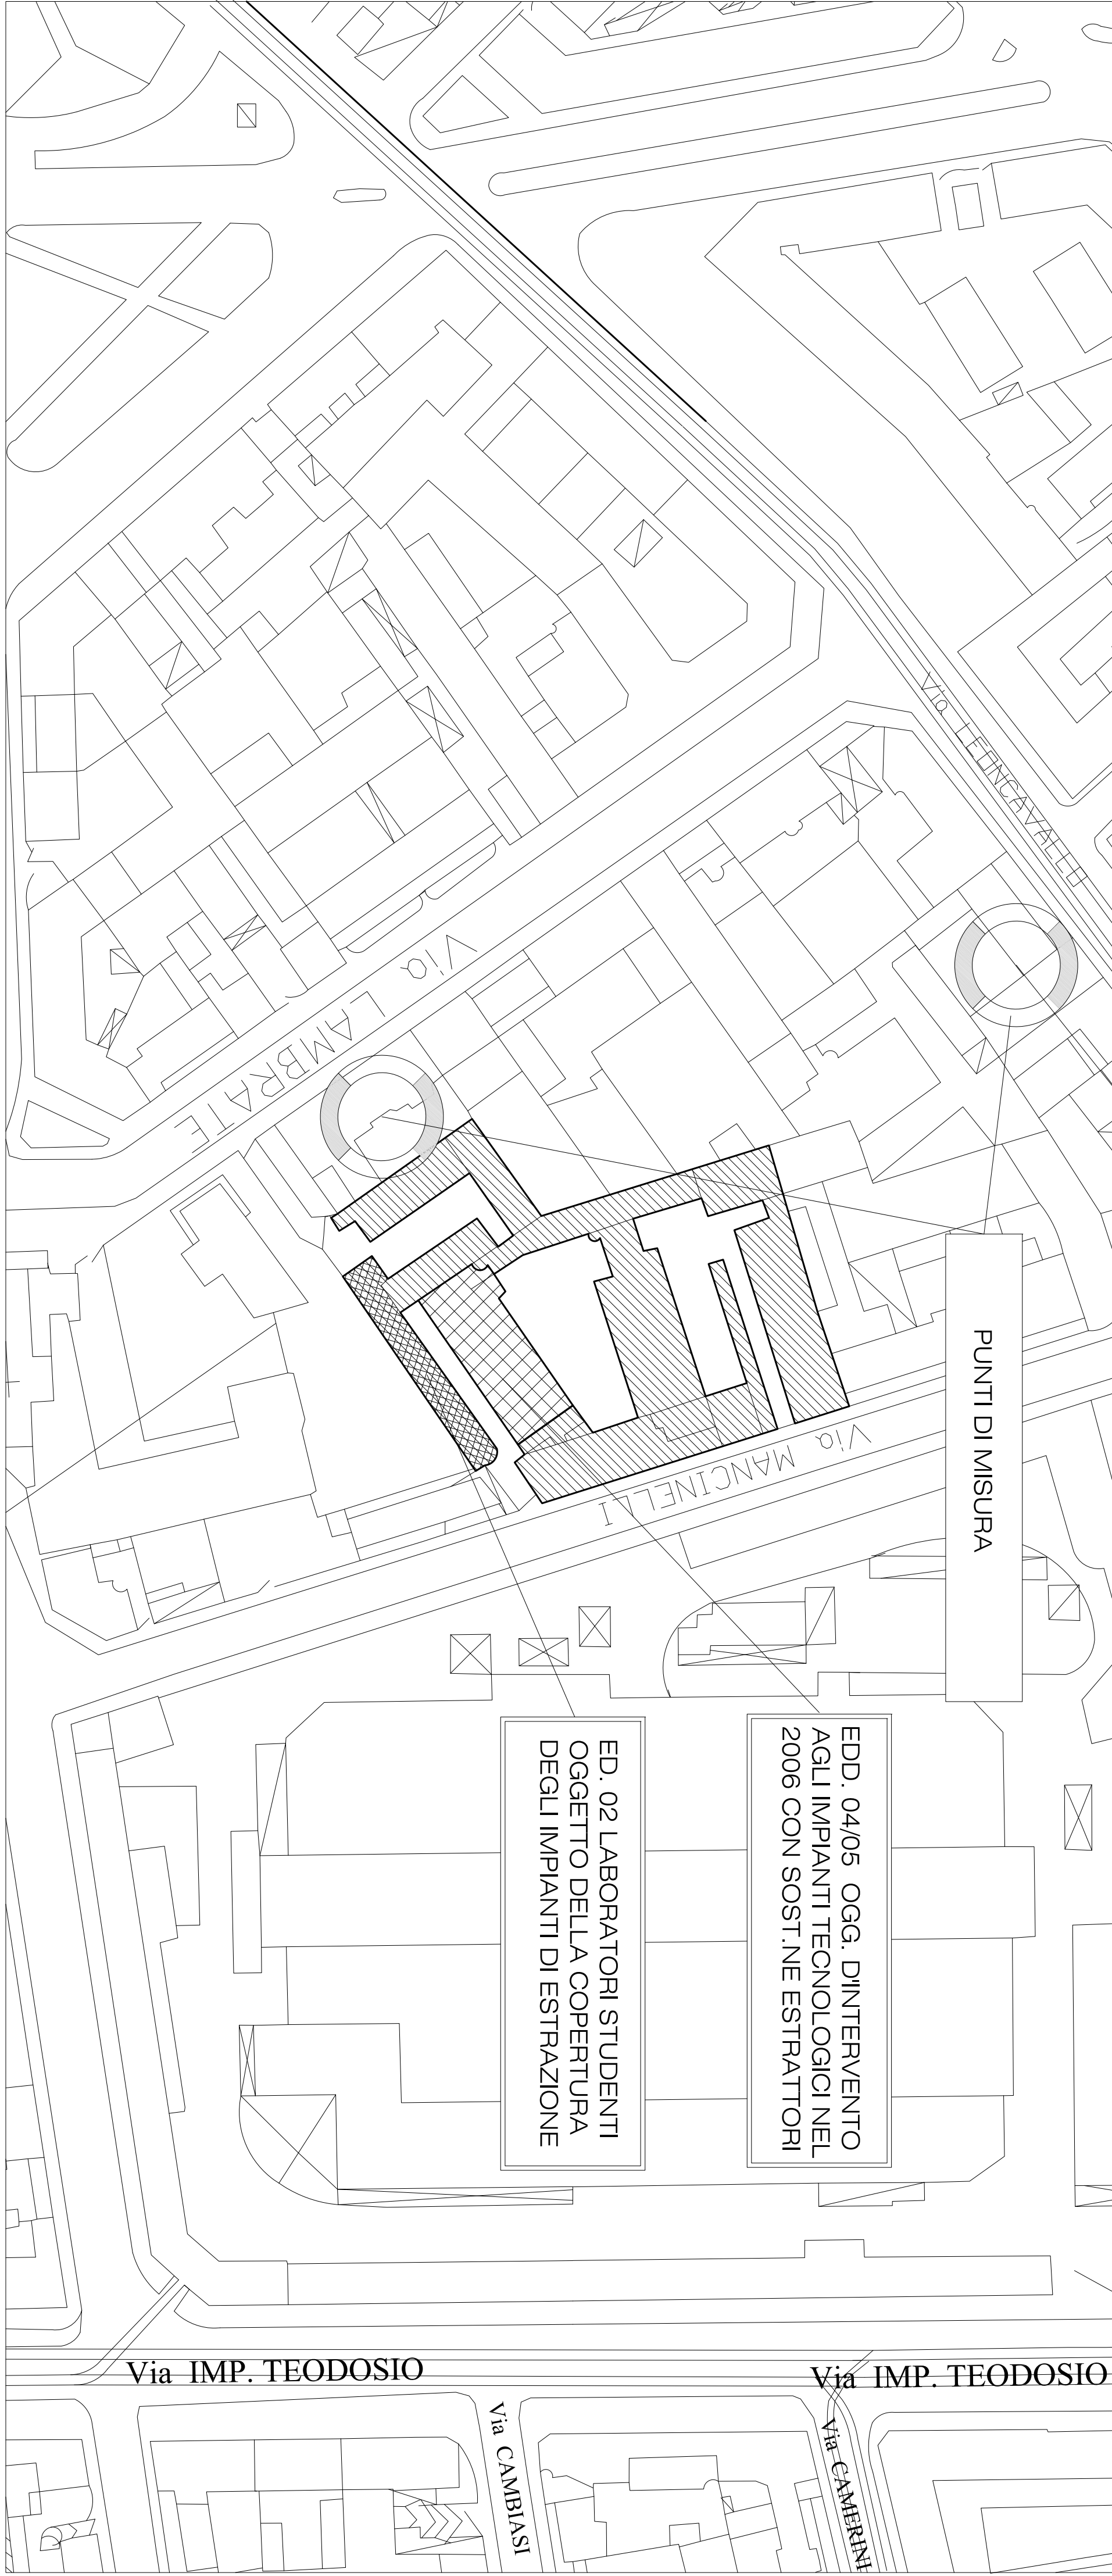 Via LEONCAVALLO
Via LAMBRATE
PUNTI DI MISURA
Via MANCINELLI
EDD. 04/05 OGG. D'INTERVENTO
AGLI IMPIANTI TECNOLOGICI NEL
2006 CON SOST.NE ESTRATTORI
ED. 02 LABORATORI STUDENTI
OGGETTO DELLA COPERTURA
DEGLI IMPIANTI DI ESTRAZIONE
Via IMP. TEODOSIO
Via IMP. TEODOSIO
Via CAMBIASI
Via CAMERINI